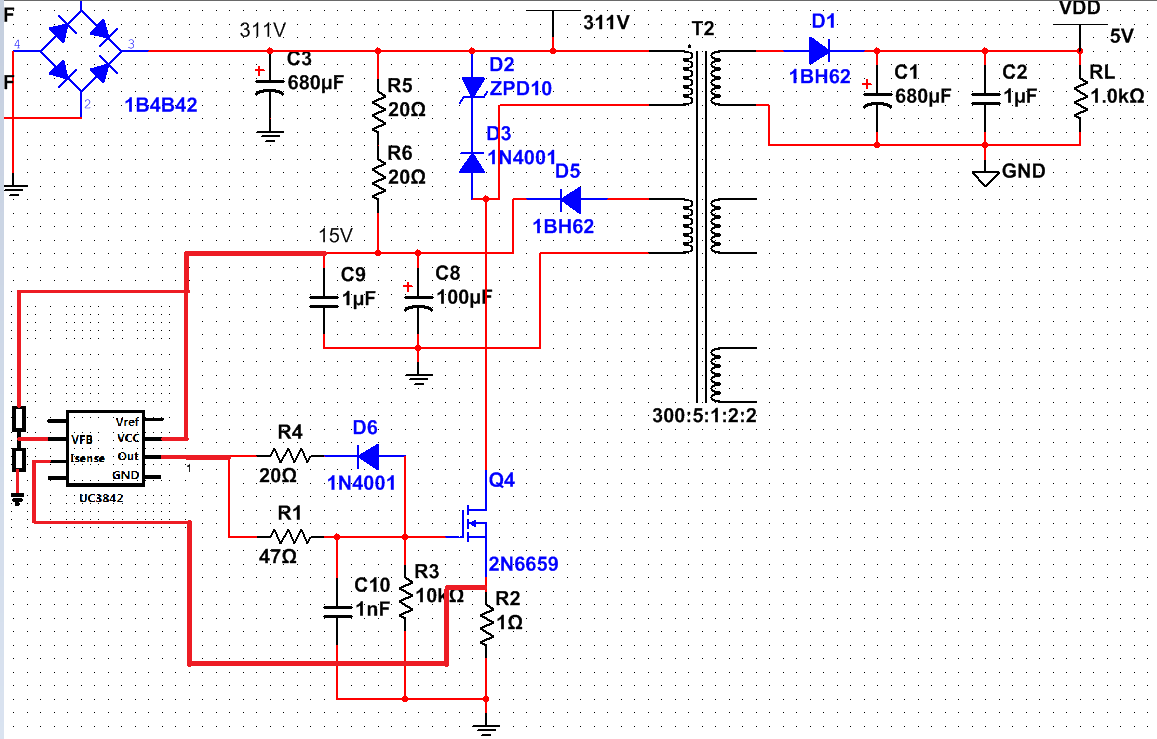 F
VDD
311V
T2
D1
5V
311V
4
3
C3
680µF
D2
ZPD10
C1
680µF
C2
1µF
RL
1.0kΩ
F
1BH62
R5
20Ω
2
1B4B42
D3
1N4001
R6
20Ω
D5
GND
1BH62
15V
C9
1µF
C8
100µF
300:5:1:2:2
Vref
VFB
VCC
Isense
Out
GND
UC3842
1
R4
20Ω
D6
1N4001
Q4
R1
47Ω
2N6659
C10
1nF
R3
10kΩ
R2
1Ω